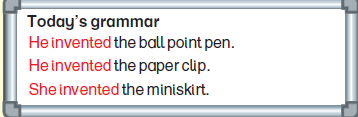 Today's grammar
He invented the ball point pen.
He invented the paper clip.
She invented the miniskirt.